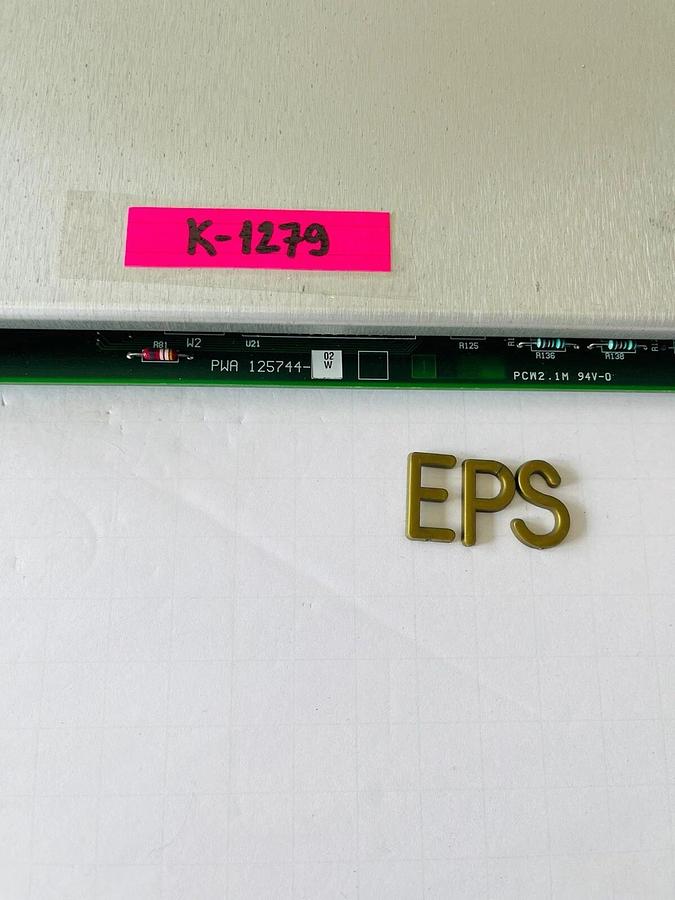 K-1279
R81 W2 U21 R125 R136 R138
PWA 125744-02
W
PCW2.1M 94V-0
EPS